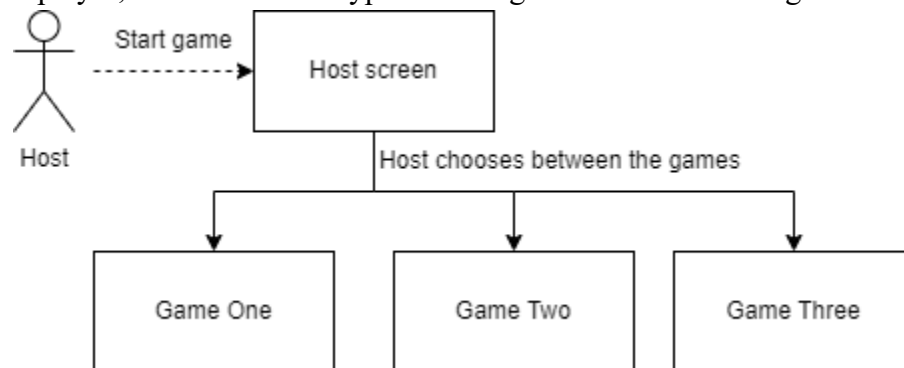 Start game
Host screen
Host
Host chooses between the games
Game One
Game Two
Game Three